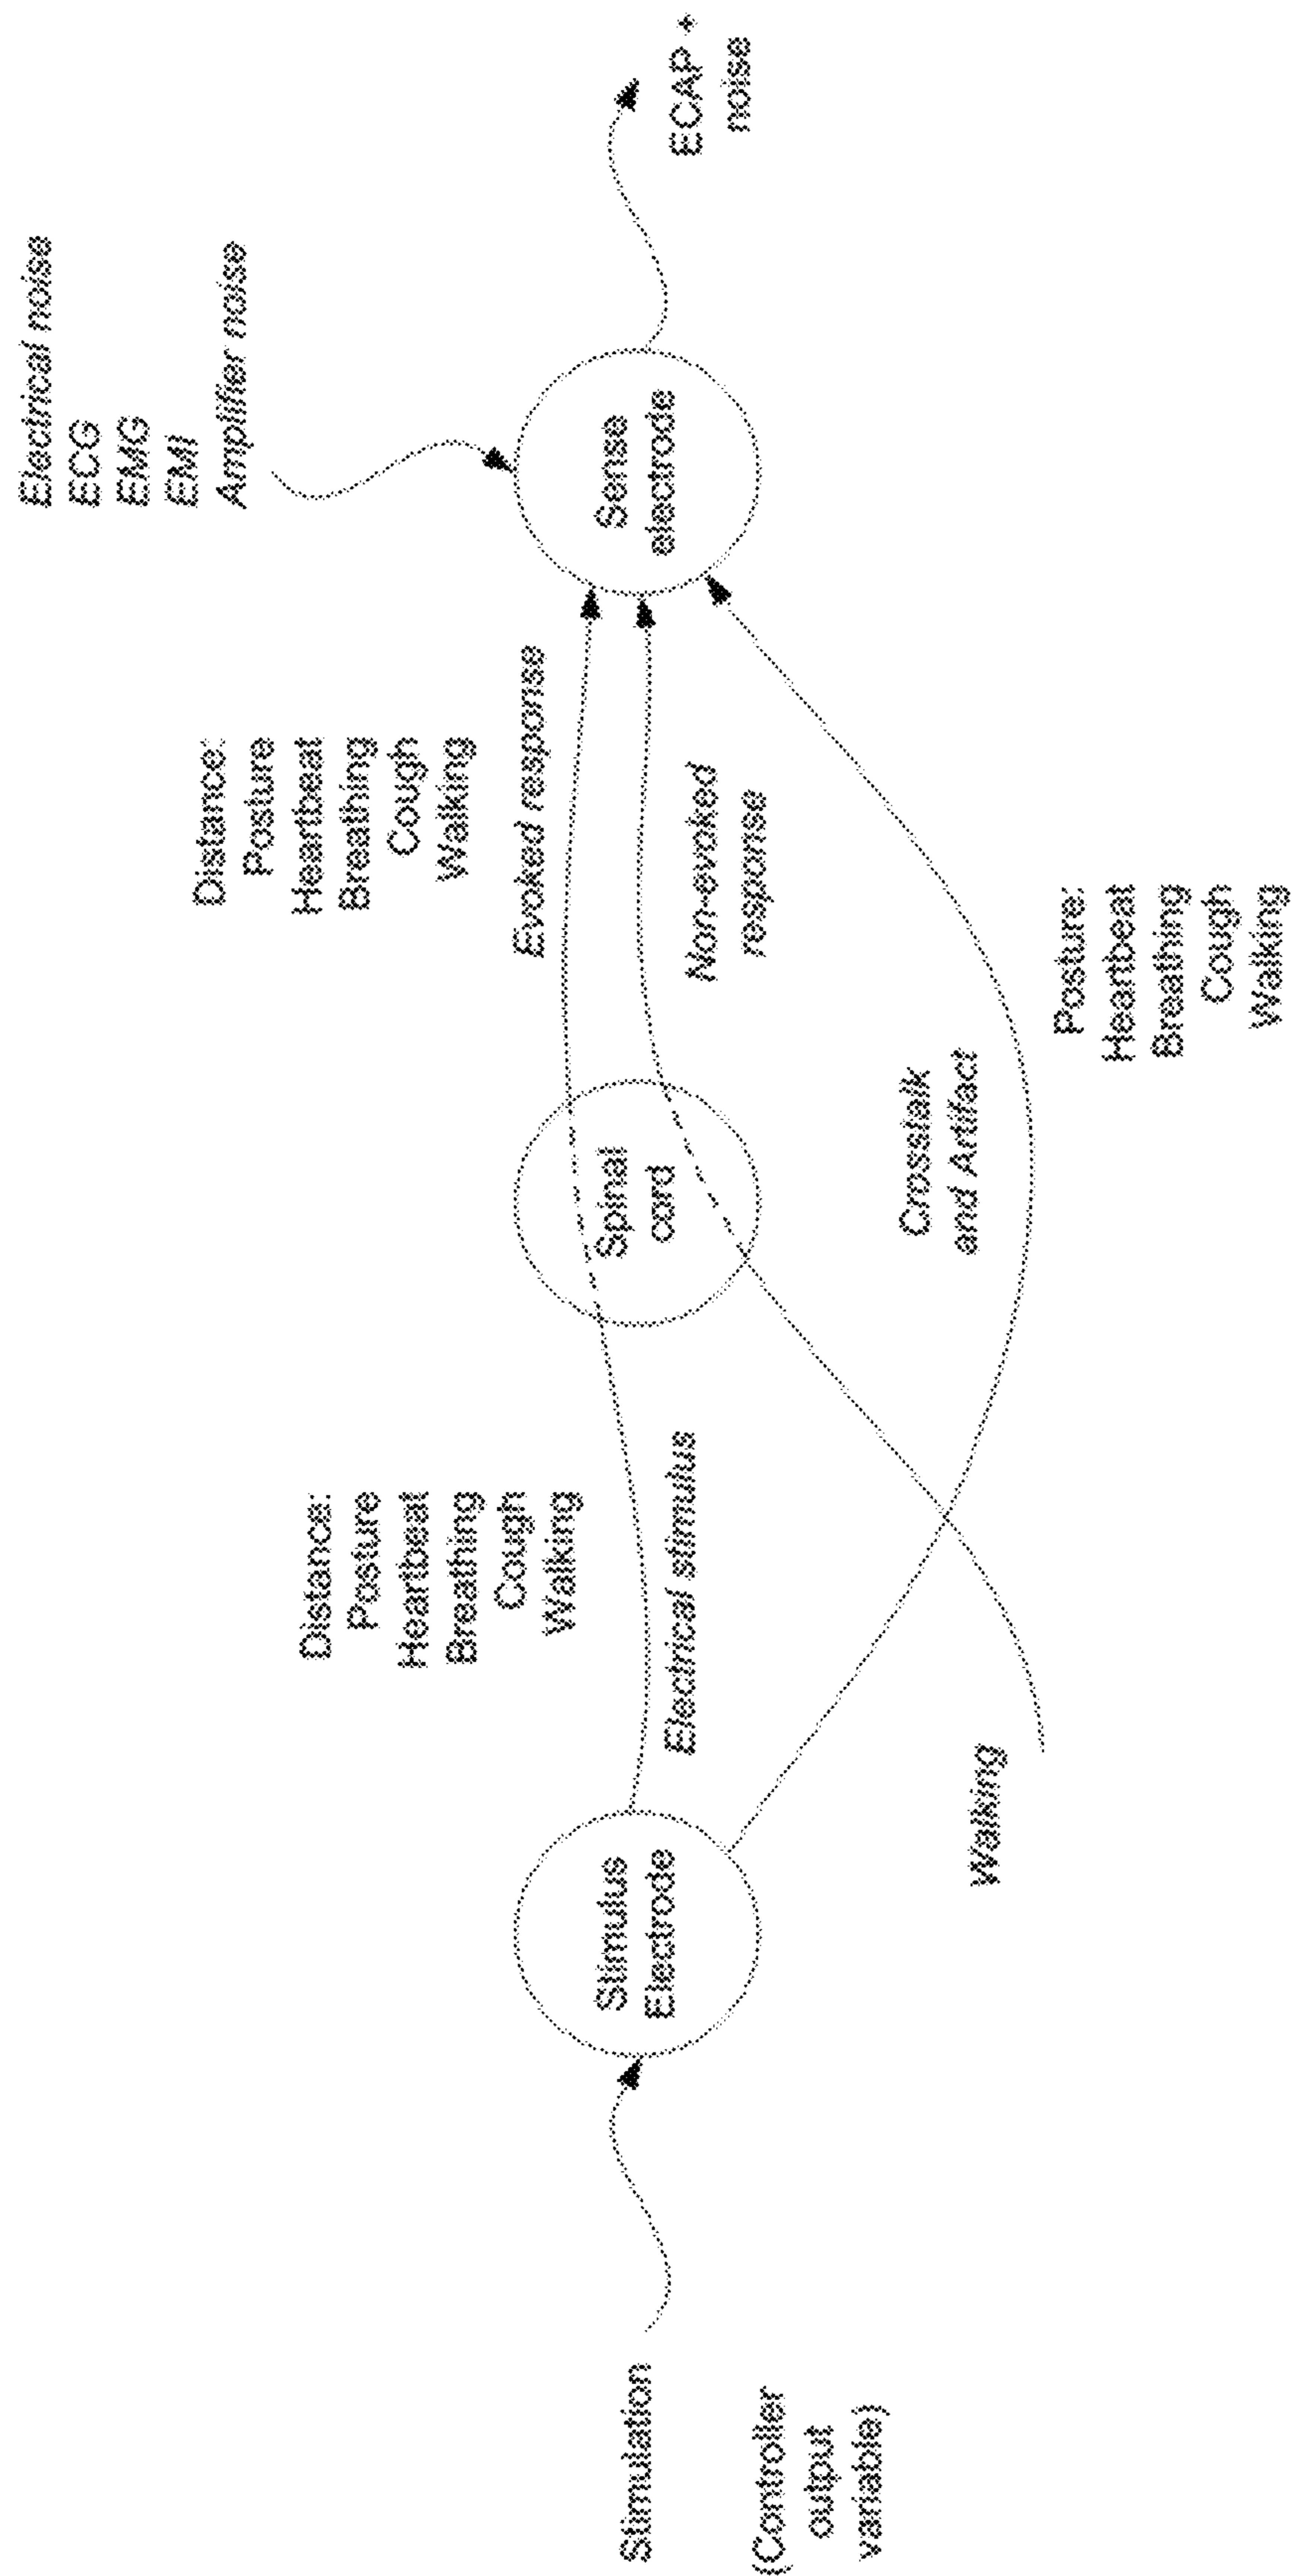 Stimulation
(Controller
output
variable)
Stimulus
Electrode
Distance:
Posture
Heartbeat
Breathing
Cough
Walking
Electrical stimulus
Walking
Spinal
cord
Crosstalk
and Artifact
Distance:
Posture
Heartbeat
Breathing
Cough
Walking
Evoked response
Non-evoked
response
Posture:
Heartbeat
Breathing
Cough
Walking
Electrical noise
ECG
EMG
EMI
Amplifier noise
Sense
electrode
ECAP +
noise